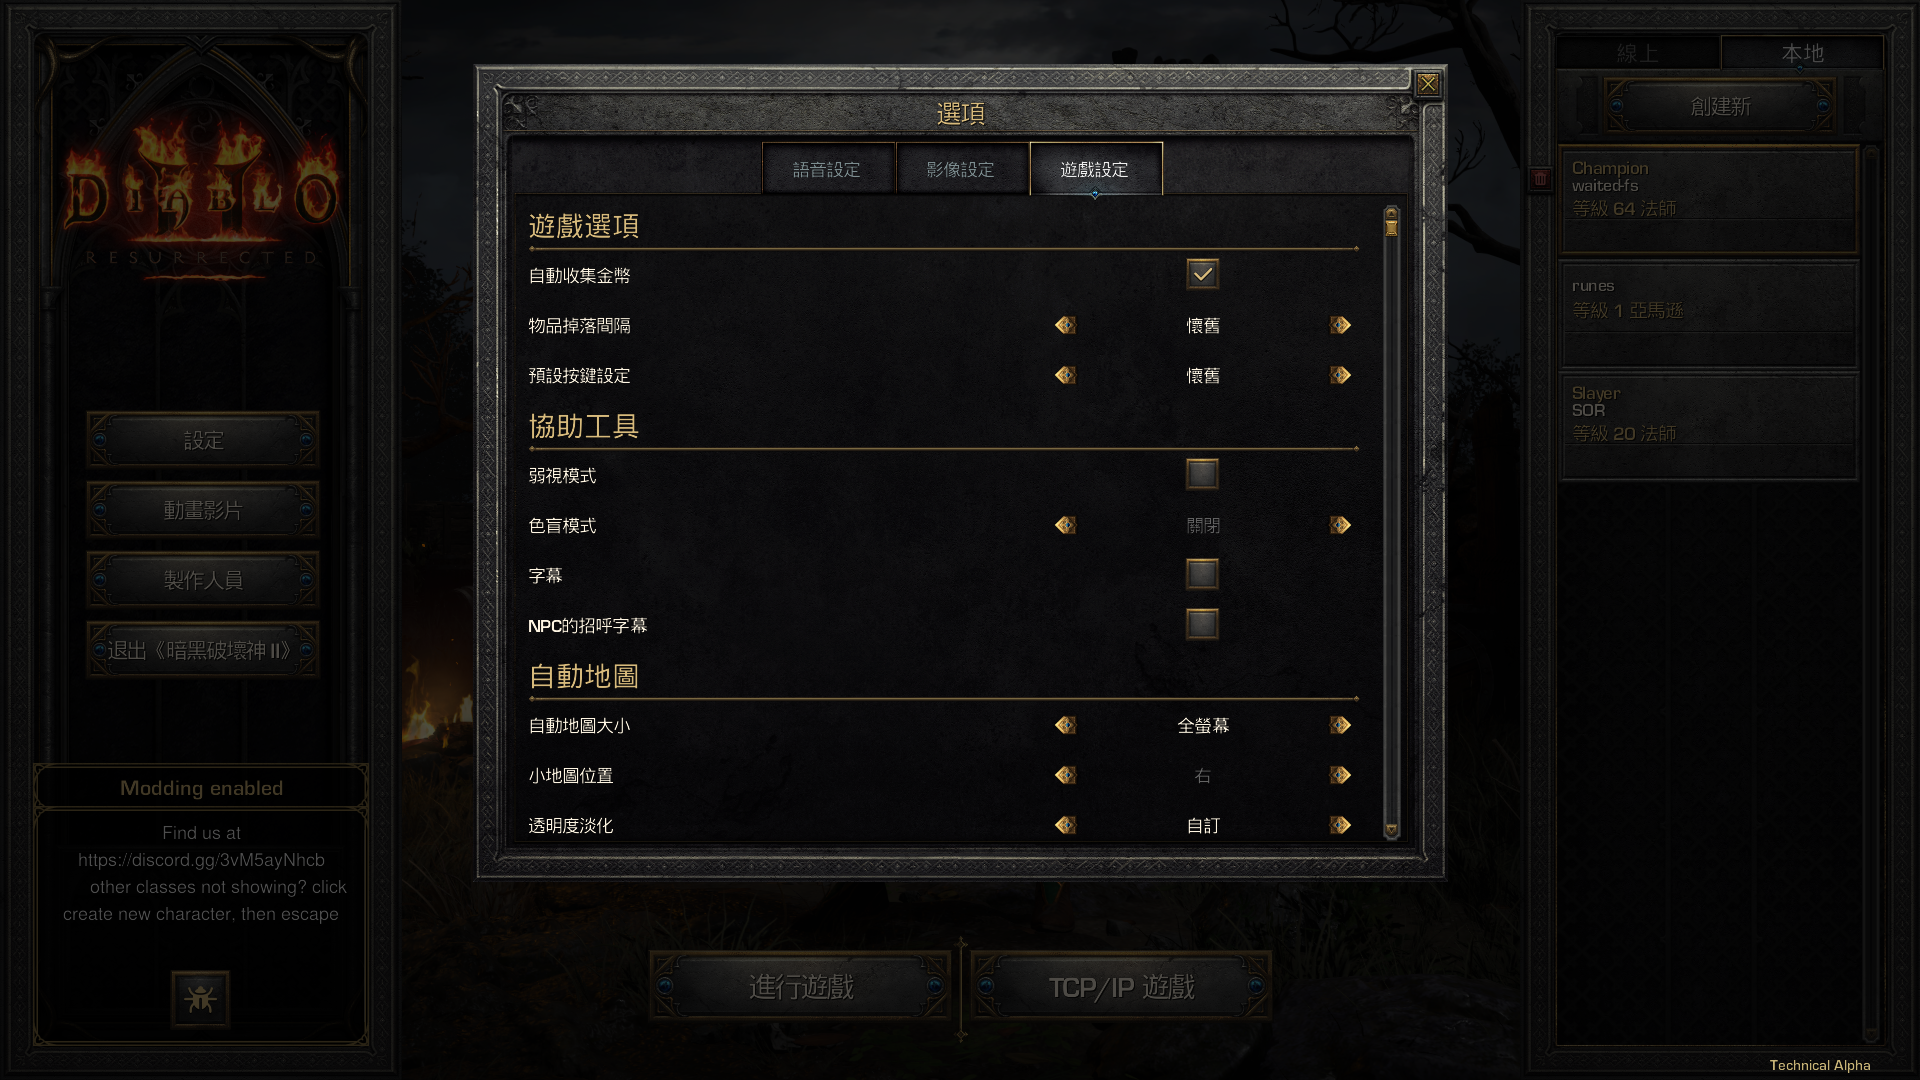 DIABLO
II
RESURRECTED
設定
動畫影片
製作人員
退出《暗黑破壞神 II》
Modding enabled
Find us at
https://discord.gg/3vM5ayNhcb
other classes not showing? click
create new character, then escape
選項
語音設定
影像設定
遊戲設定
遊戲選項
自動收集金幣
物品掉落間隔
懷舊
預設按鍵設定
懷舊
協助工具
弱視模式
色盲模式
關閉
字幕
NPC的招呼字幕
自動地圖
自動地圖大小
全螢幕
小地圖位置
右
透明度淡化
自訂
進行遊戲
TCP/IP 遊戲
線上
本地
創建新
Champion
waited-fs
等級 64 法師
runes
等級 1 亞馬遜
Slayer
SOR
等級 20 法師
Technical Alpha